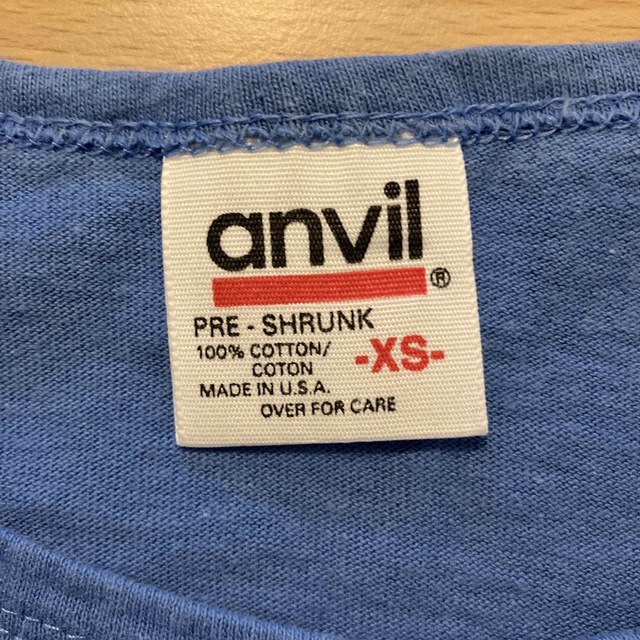 anvil®
PRE - SHRUNK
100% COTTON/
COTON
-XS-
MADE IN U.S.A.
OVER FOR CARE